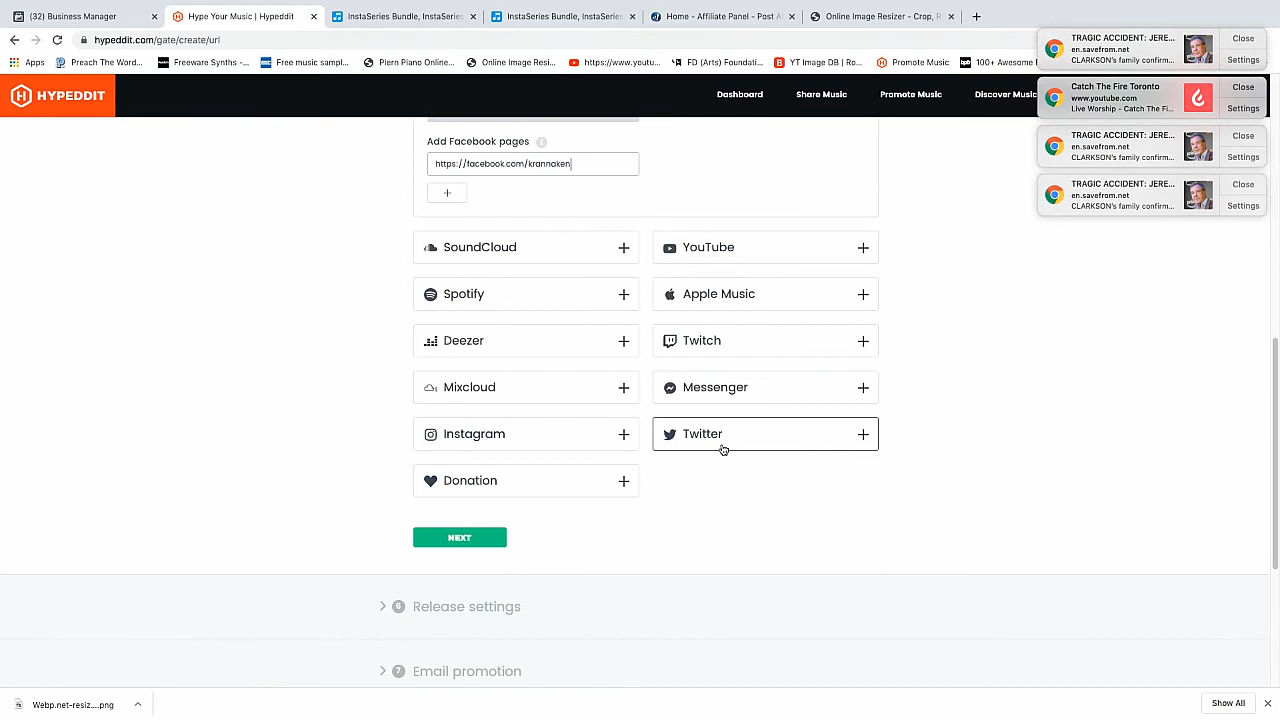 (32) Business Manager
Hype Your Music | Hypeddit
InstaSeries Bundle, InstaSeries
InstaSeries Bundle, InstaSeries
Home - Affiliate Panel - Post A
Online Image Resizer - Crop, R
hypeddit.com/gate/create/url
Apps
Preach The Word...
Freeware Synths -...
Free music sampl...
Plern Piano Online...
Online Image Resi...
https://www.youtu...
FD (Arts) Foundati...
YT Image DB | Ro...
Promote Music
100+ Awesome
TRAGIC ACCIDENT: JERE...
en.savefrom.net
CLARKSON's family confirm...
Close
Settings
Catch The Fire Toronto
www.youtube.com
Live Worship - Catch The Fi...
Close
Settings
TRAGIC ACCIDENT: JERE...
en.savefrom.net
CLARKSON's family confirm...
Close
Settings
TRAGIC ACCIDENT: JERE...
en.savefrom.net
CLARKSON's family confirm...
Close
Settings
HYPEDDIT
Dashboard
Share Music
Promote Music
Discover Music
Add Facebook pages
https://facebook.com/krannaken
+
SoundCloud +
YouTube +
Spotify +
Apple Music +
Deezer +
Twitch +
Mixcloud +
Messenger +
Instagram +
Twitter +
Donation +
NEXT
6 Release settings
7 Email promotion
Webp.net-resiz....png
Show All